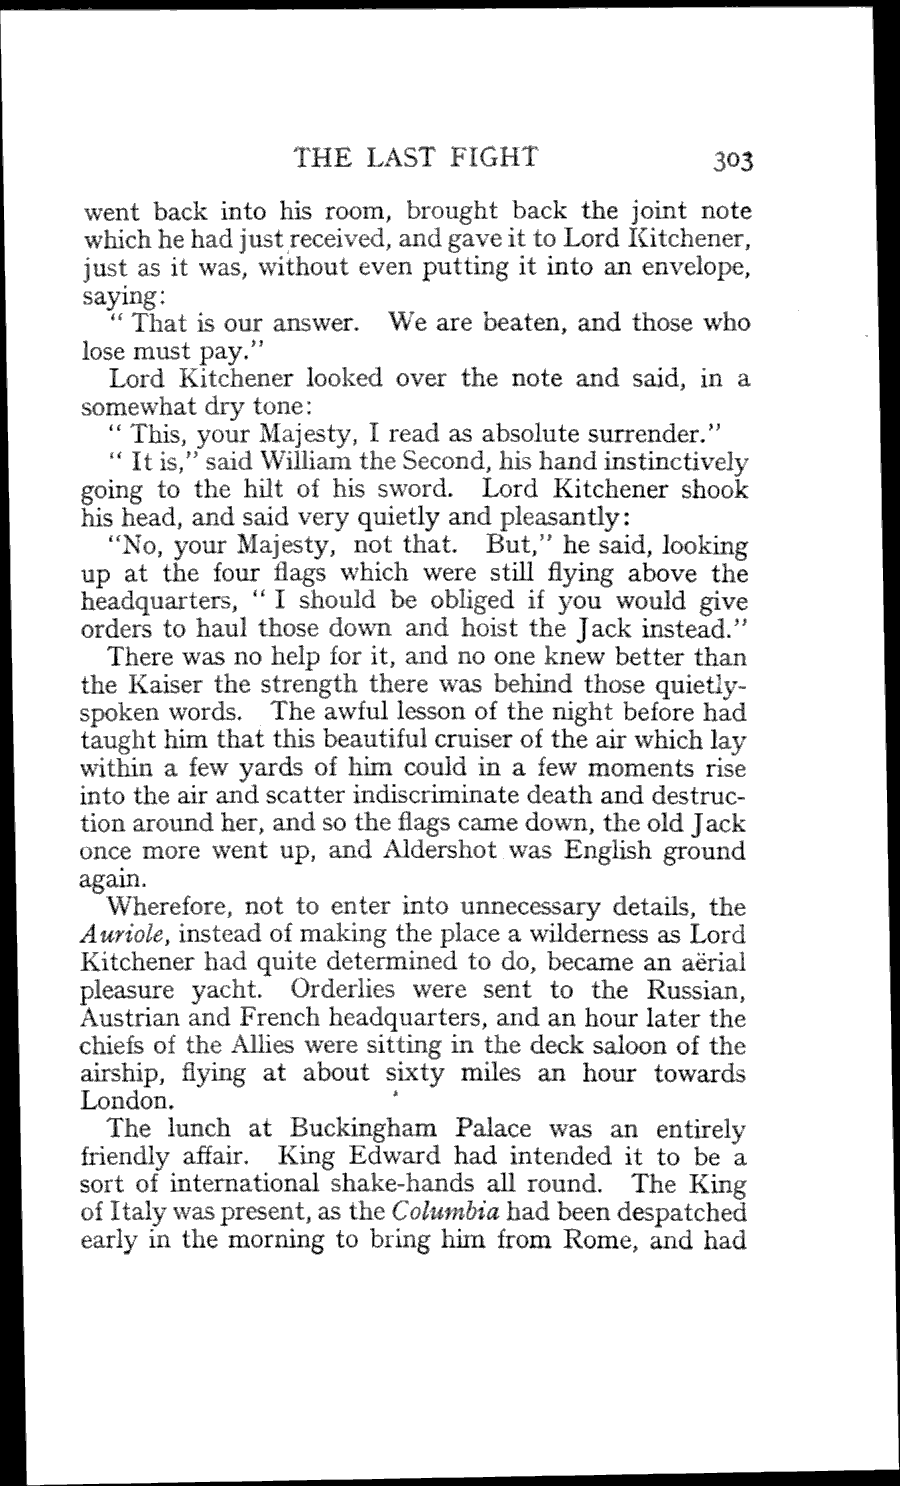 THE LAST FIGHT 303
went back into his room, brought back the joint note
which he had just received, and gave it to Lord Kitchener,
just as it was, without even putting it into an envelope,
saying:
“ That is our answer. We are beaten, and those who
lose must pay.”
Lord Kitchener looked over the note and said, in a
somewhat dry tone:
“ This, your Majesty, I read as absolute surrender.”
“ It is,” said William the Second, his hand instinctively
going to the hilt of his sword. Lord Kitchener shook
his head, and said very quietly and pleasantly:
“No, your Majesty, not that. But,” he said, looking
up at the four flags which were still flying above the
headquarters, “ I should be obliged if you would give
orders to haul those down and hoist the Jack instead.”
There was no help for it, and no one knew better than
the Kaiser the strength there was behind those quietly-
spoken words. The awful lesson of the night before had
taught him that this beautiful cruiser of the air which lay
within a few yards of him could in a few moments rise
into the air and scatter indiscriminate death and destruc-
tion around her, and so the flags came down, the old Jack
once more went up, and Aldershot was English ground
again.
Wherefore, not to enter into unnecessary details, the
Auriole, instead of making the place a wilderness as Lord
Kitchener had quite determined to do, became an aërial
pleasure yacht. Orderlies were sent to the Russian,
Austrian and French headquarters, and an hour later the
chiefs of the Allies were sitting in the deck saloon of the
airship, flying at about sixty miles an hour towards
London.
The lunch at Buckingham Palace was an entirely
friendly affair. King Edward had intended it to be a
sort of international shake-hands all round. The King
of Italy was present, as the Columbia had been despatched
early in the morning to bring him from Rome, and had